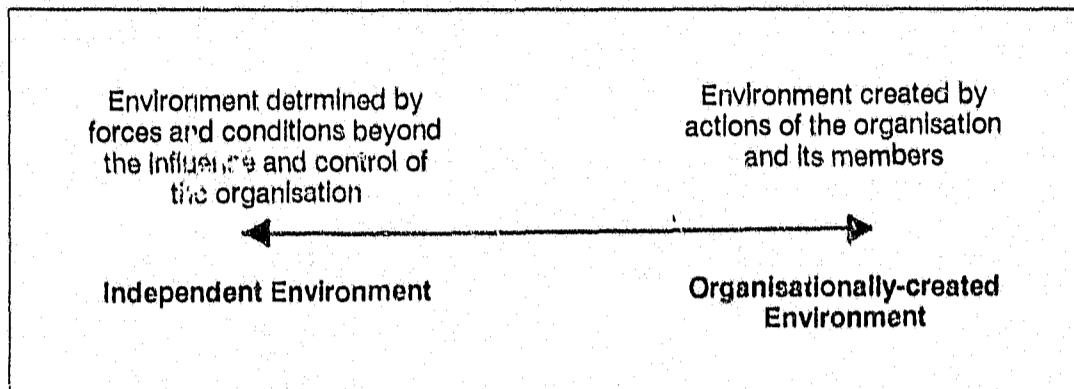 Environment detrmined by
forces and conditions beyond
the influence and control of
the organisation
Environment created by
actions of the organisation
and its members
Independent Environment
Organisationally-created
Environment